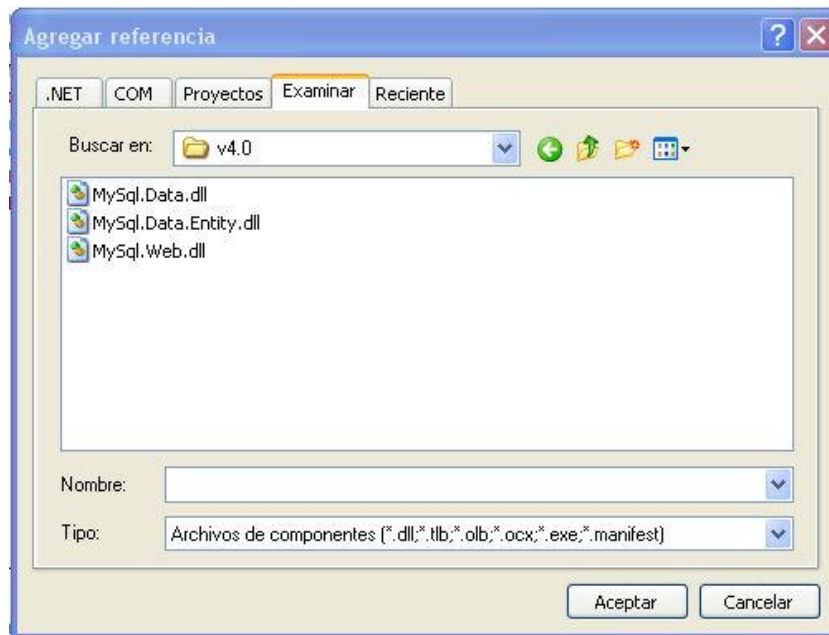 Agregar referencia
.NET COM Proyectos Examinar Reciente
Buscar en: v4.0
MySql.Data.dll
MySql.Data.Entity.dll
MySql.Web.dll
Nombre:
Tipo: Archivos de componentes (*.dll;*.tlb;*.olb;*.ocx;*.exe;*.manifest)
Aceptar Cancelar